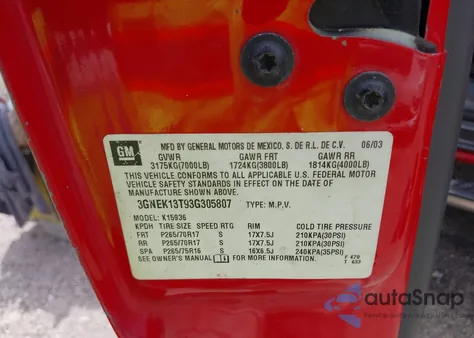 GM
MFD BY GENERAL MOTORS DE MEXICO, S. DE R.L. DE C.V. 06/03
GVWR GAWR FRT GAWR RR
3175KG(7000LB) 1724KG(3800LB) 1814KG(4000LB)
THIS VEHICLE CONFORMS TO ALL APPLICABLE U.S. FEDERAL MOTOR
VEHICLE SAFETY STANDARDS IN EFFECT ON THE DATE OF
MANUFACTURE SHOWN ABOVE.
3GNEK13T93G305807 TYPE: M.P.V.
MODEL: K15936
KPDH TIRE SIZE SPEED RTG RIM COLD TIRE PRESSURE
FRT P265/70R17 S 17X7.5J 210KPA(30PSI)
RR P265/70R17 S 17X7.5J 210KPA(30PSI)
SPA P265/75R16 S 16X6.5J 240KPA(35PSI)
SEE OWNER'S MANUAL FOR MORE INFORMATION. F 470
T 433
autoSnap